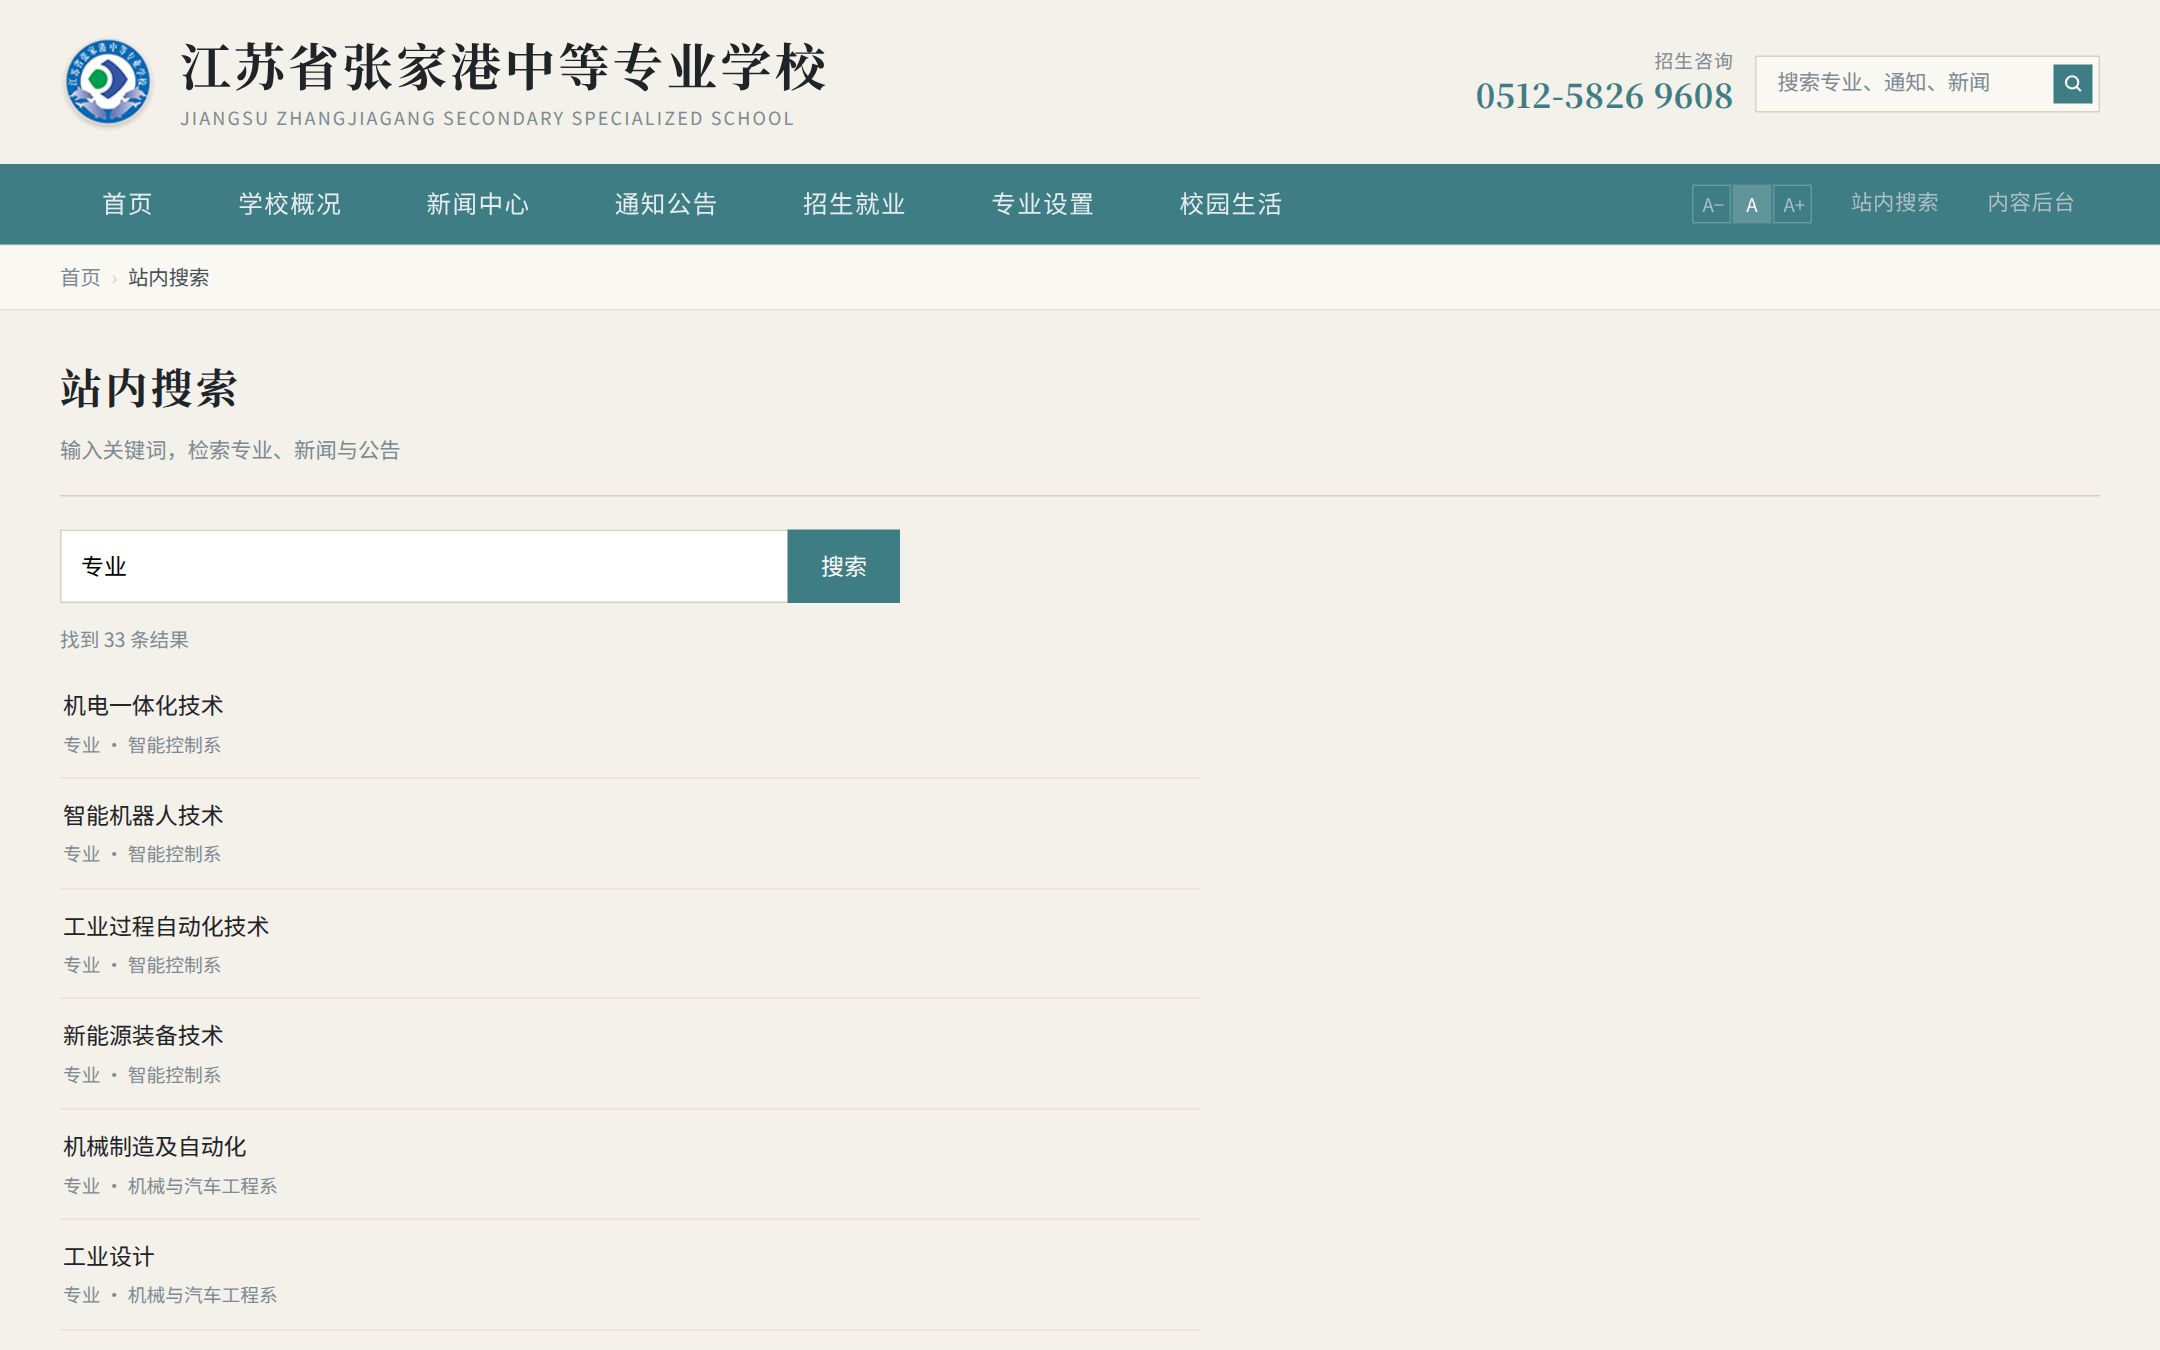 江苏省张家港中等专业学校
JIANGSU ZHANGJIAGANG SECONDARY SPECIALIZED SCHOOL
招生咨询
0512-5826 9608
搜索专业、通知、新闻
首页 学校概况 新闻中心 通知公告 招生就业 专业设置 校园生活 A− A A+ 站内搜索 内容后台
首页 › 站内搜索
站内搜索
输入关键词，检索专业、新闻与公告
专业 搜索
找到 33 条结果
机电一体化技术
专业 · 智能控制系
智能机器人技术
专业 · 智能控制系
工业过程自动化技术
专业 · 智能控制系
新能源装备技术
专业 · 智能控制系
机械制造及自动化
专业 · 机械与汽车工程系
工业设计
专业 · 机械与汽车工程系